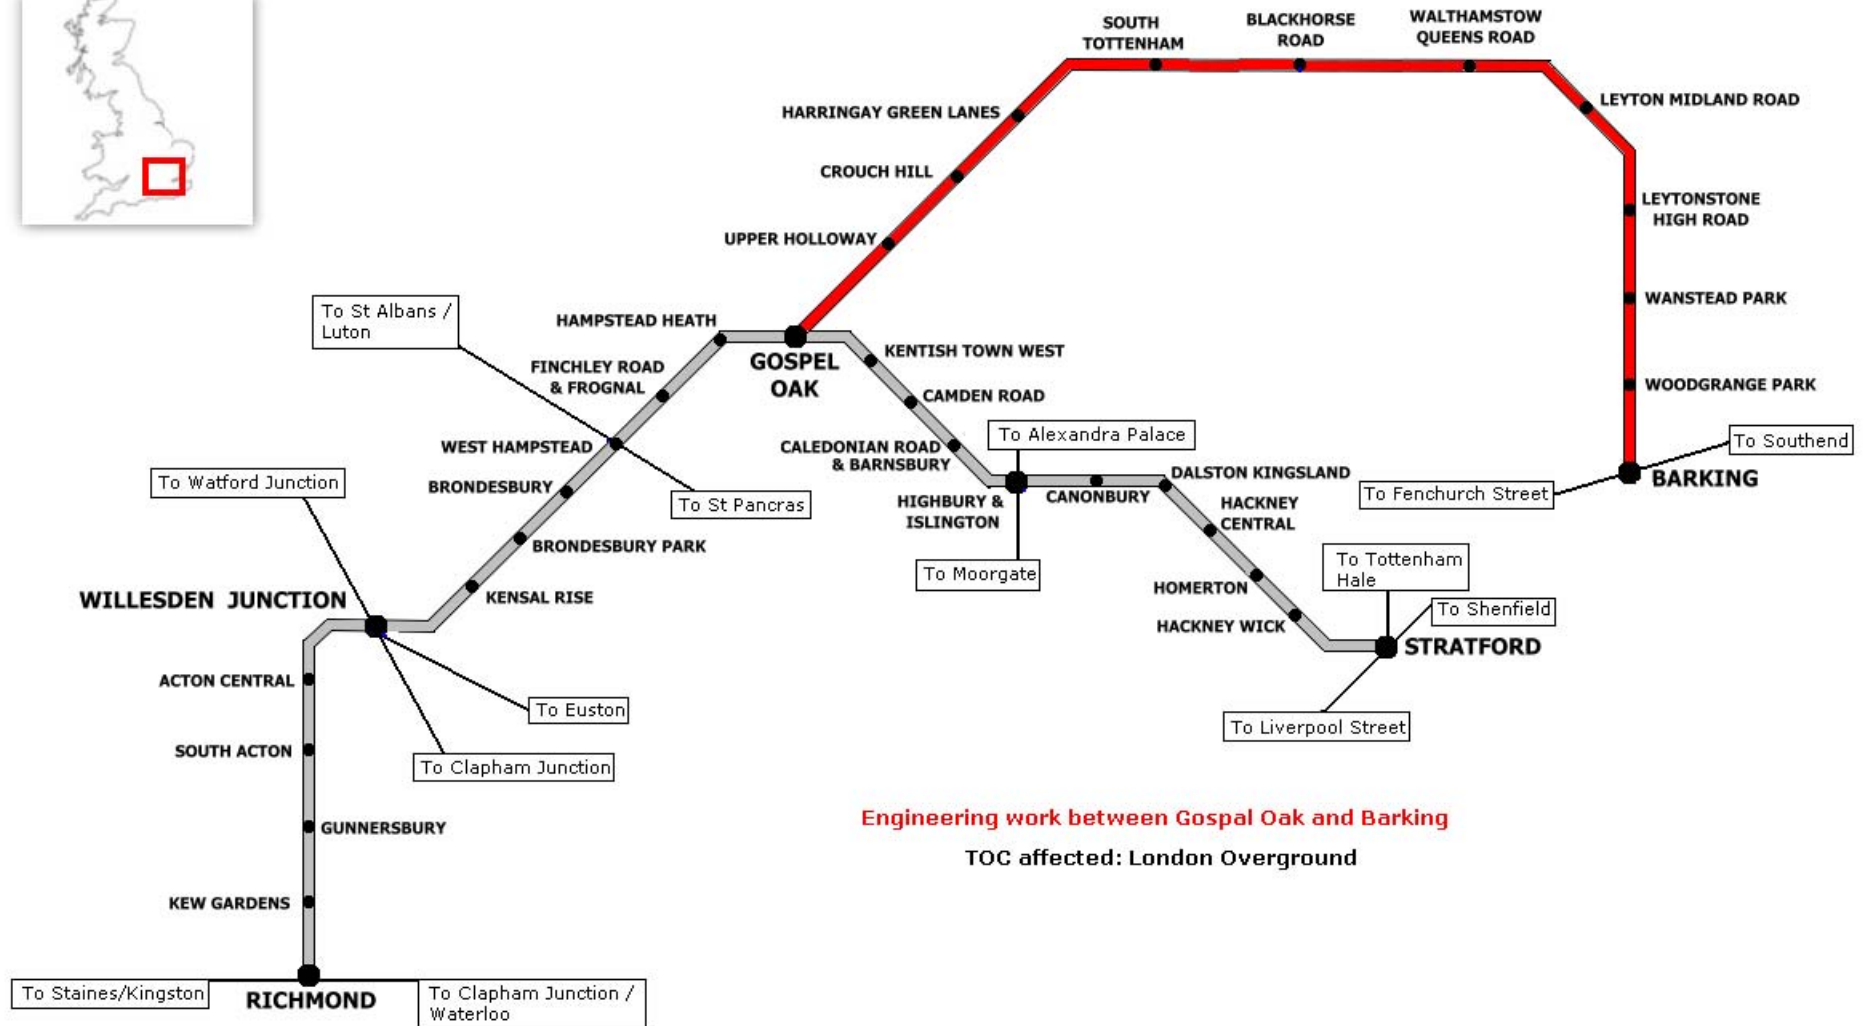 SOUTH
TOTTENHAM
BLACKHORSE
ROAD
WALTHAMSTOW
QUEENS ROAD
LEYTON MIDLAND ROAD
HARRINGAY GREEN LANES
CROUCH HILL
LEYTONSTONE
HIGH ROAD
UPPER HOLLOWAY
WANSTEAD PARK
To St Albans /
Luton
HAMPSTEAD HEATH
GOSPEL
OAK
KENTISH TOWN WEST
FINCHLEY ROAD
& FROGNAL
CAMDEN ROAD
WOODGRANGE PARK
WEST HAMPSTEAD
CALEDONIAN ROAD
& BARNSBURY
To Alexandra Palace
To Southend
BARKING
To Fenchurch Street
To Watford Junction
BRONDESBURY
To St Pancras
HIGHBURY &
ISLINGTON
CANONBURY
DALSTON KINGSLAND
HACKNEY
CENTRAL
BRONDESBURY PARK
To Moorgate
To Tottenham
Hale
WILLESDEN JUNCTION
KENSAL RISE
HOMERTON
To Shenfield
HACKNEY WICK
STRATFORD
ACTON CENTRAL
To Euston
To Liverpool Street
SOUTH ACTON
To Clapham Junction
GUNNERSBURY
Engineering work between Gospal Oak and Barking
TOC affected: London Overground
KEW GARDENS
To Staines/Kingston
RICHMOND
To Clapham Junction /
Waterloo